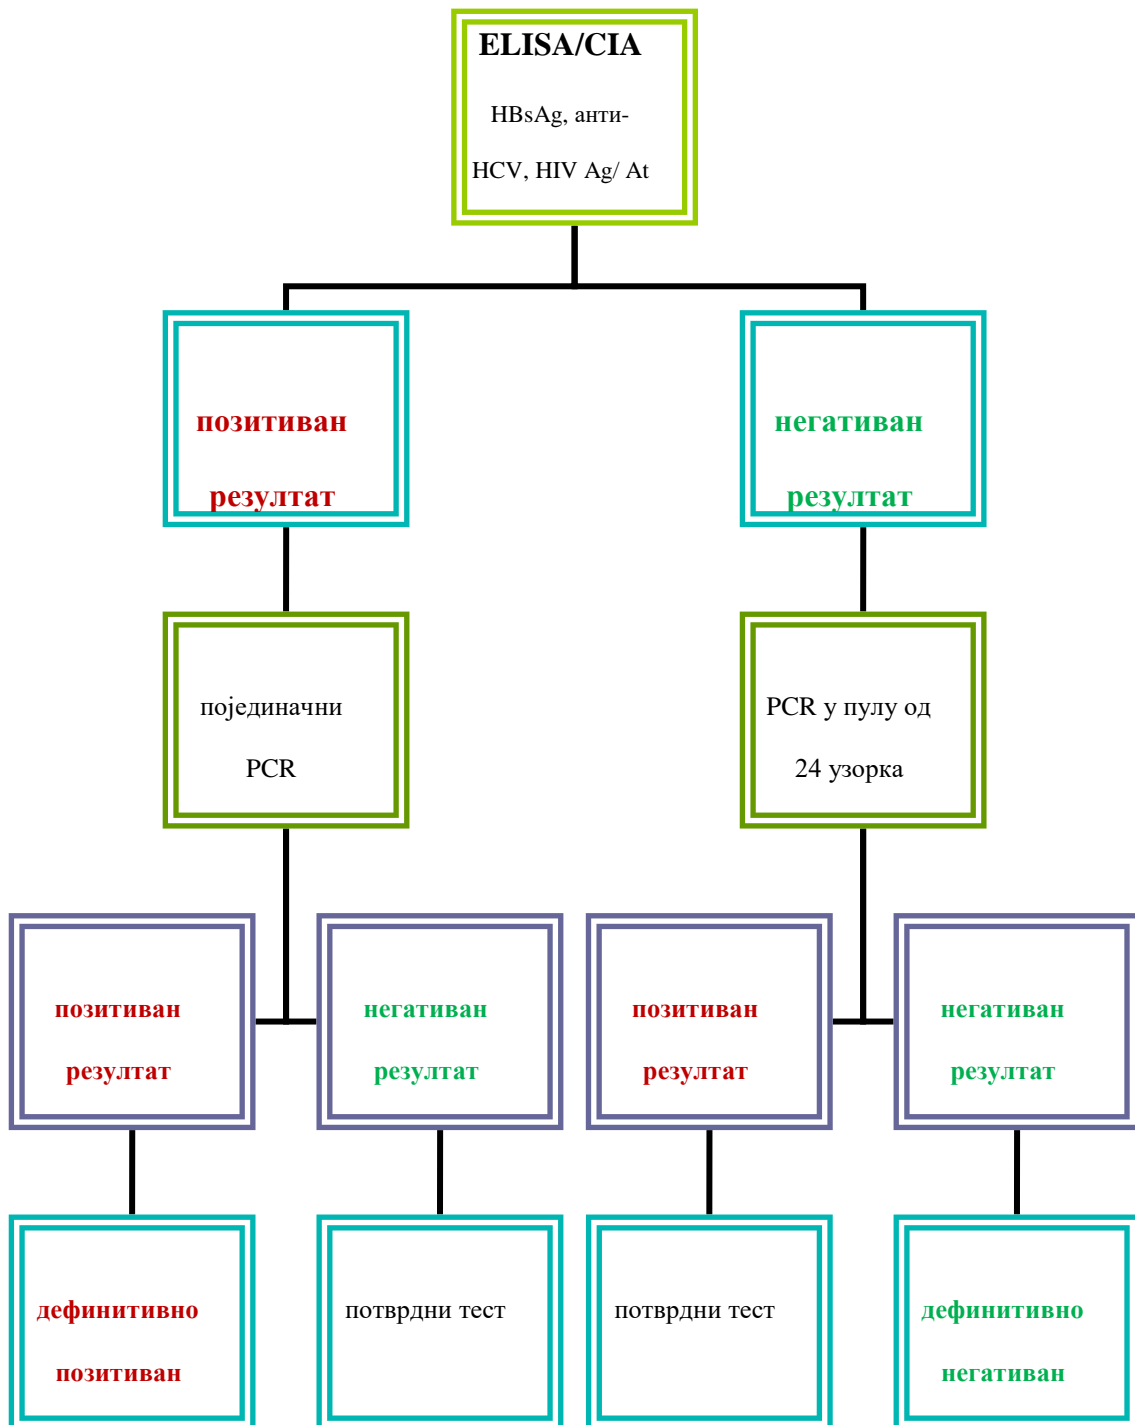 ELISA/CIA
HBsAg, анти-
HCV, HIV Ag/ At
позитиван
резултат
негативан
резултат
појединачни
PCR
PCR у пулу од
24 узорка
позитиван
резултат
негативан
резултат
позитиван
резултат
негативан
резултат
дефинитивно
позитиван
потврдни тест
потврдни тест
дефинитивно
негативан